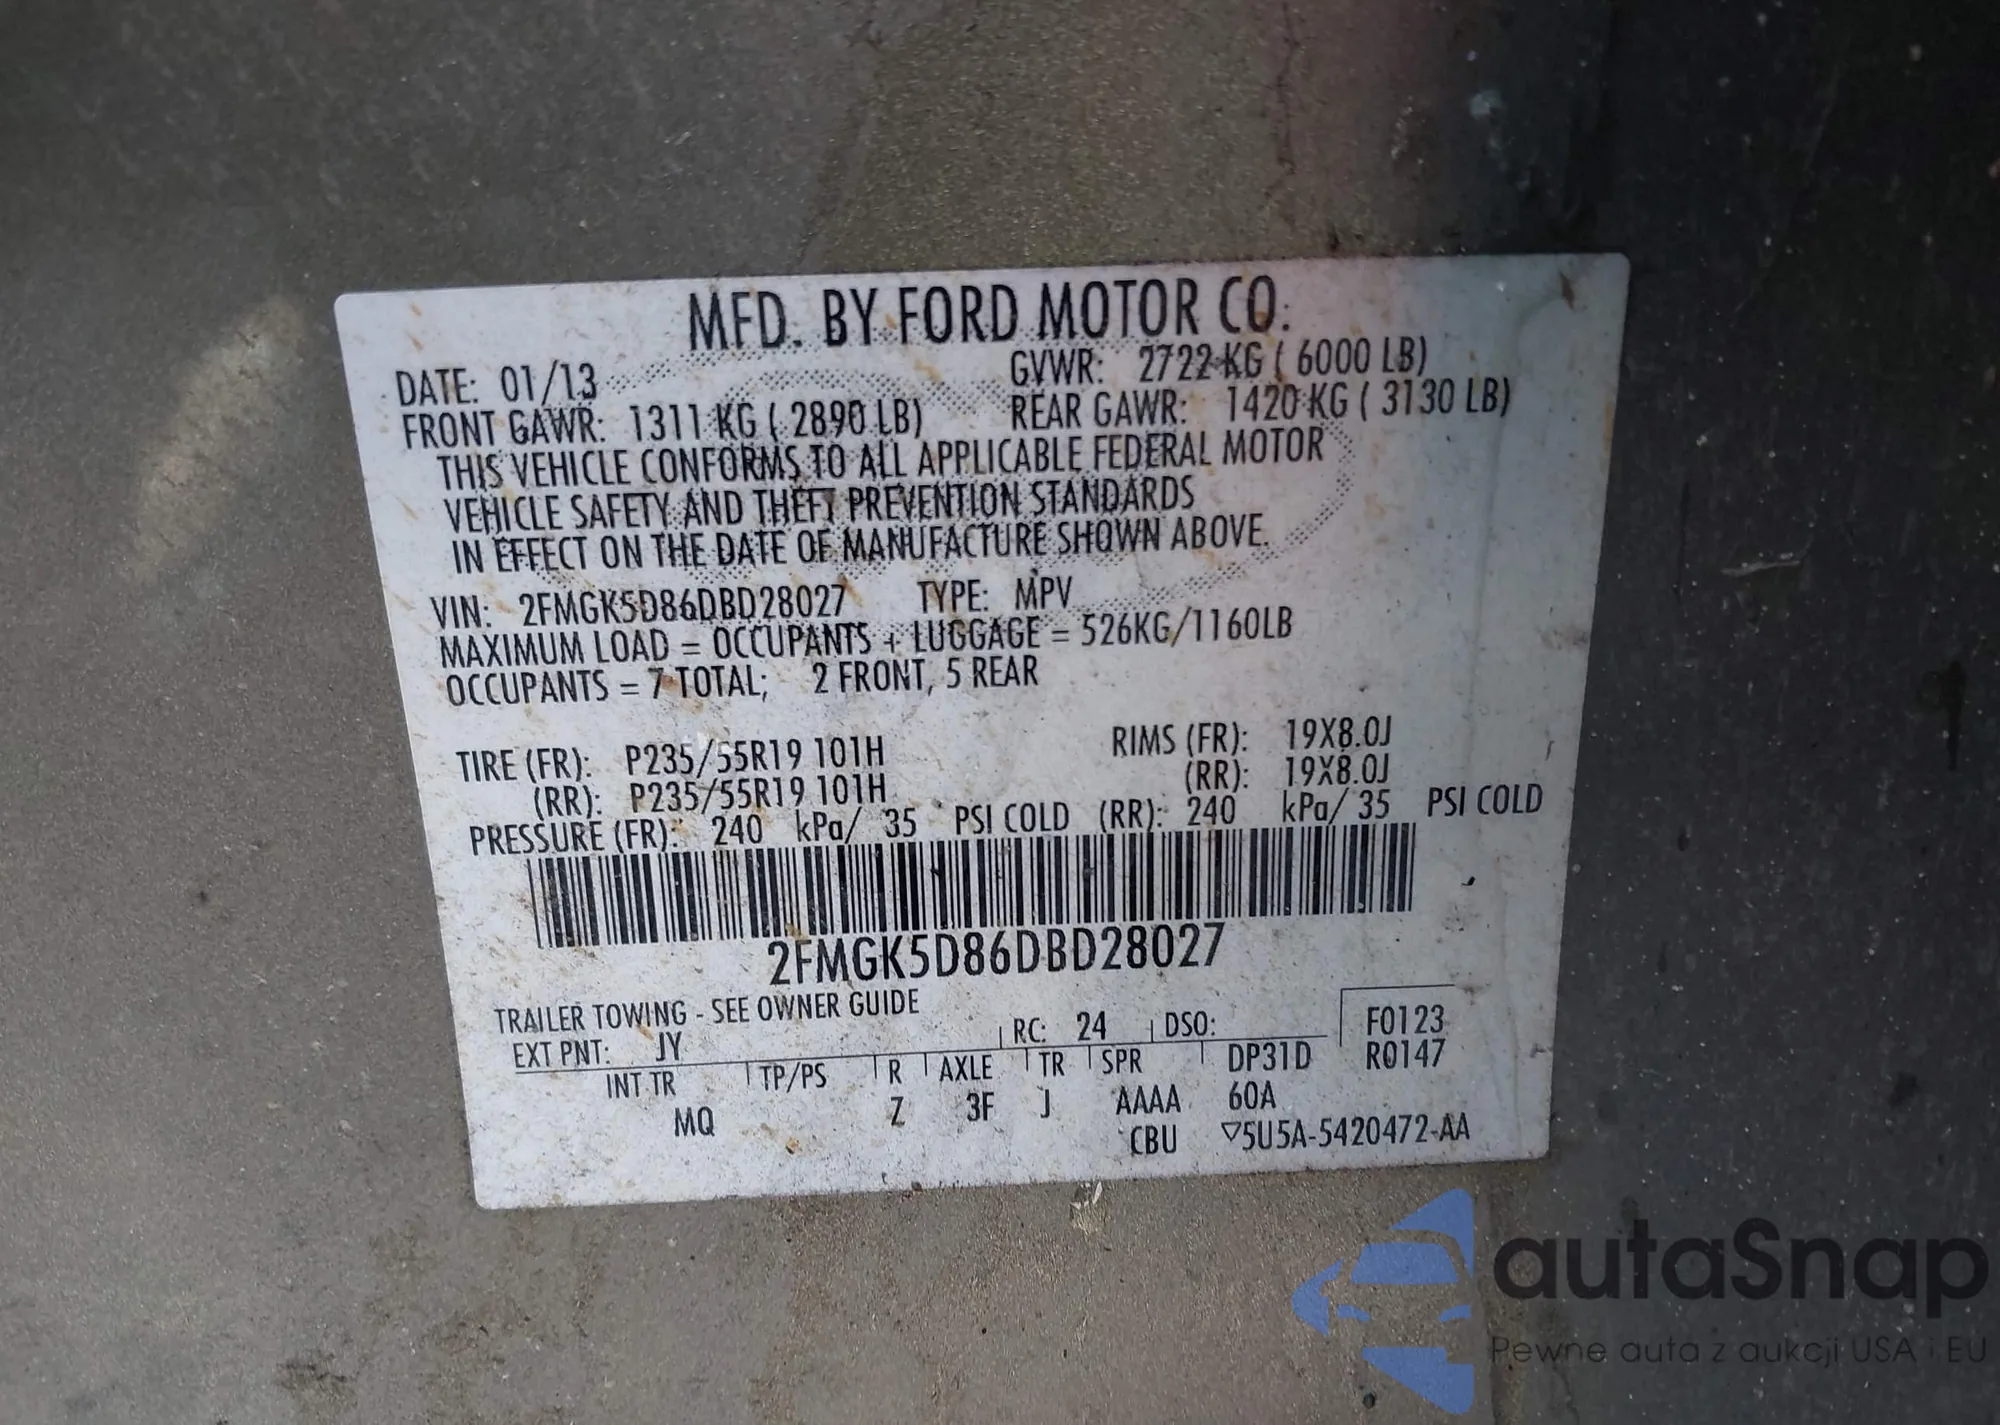 MFD. BY FORD MOTOR CO.
DATE: 01/13 GVWR: 2722 KG ( 6000 LB)
FRONT GAWR: 1311 KG ( 2890 LB) REAR GAWR: 1420 KG ( 3130 LB)
THIS VEHICLE CONFORMS TO ALL APPLICABLE FEDERAL MOTOR
VEHICLE SAFETY AND THEFT PREVENTION STANDARDS
IN EFFECT ON THE DATE OF MANUFACTURE SHOWN ABOVE.
VIN: 2FMGK5D86DBD28027 TYPE: MPV
MAXIMUM LOAD = OCCUPANTS + LUGGAGE = 526KG/1160LB
OCCUPANTS = 7 TOTAL; 2 FRONT, 5 REAR
TIRE (FR): P235/55R19 101H RIMS (FR): 19X8.0J
(RR): P235/55R19 101H (RR): 19X8.0J
PRESSURE (FR): 240 kPa/ 35 PSI COLD (RR): 240 kPa/ 35 PSI COLD
2FMGK5D86DBD28027
TRAILER TOWING - SEE OWNER GUIDE
EXT PNT: JY RC: 24 DSO: F0123
INT TR TP/PS R AXLE TR SPR DP31D R0147
MQ Z 3F J AAAA 60A
CBU ▽5U5A-5420472-AA
autoSnap
Pewne auta z aukcji USA i EU